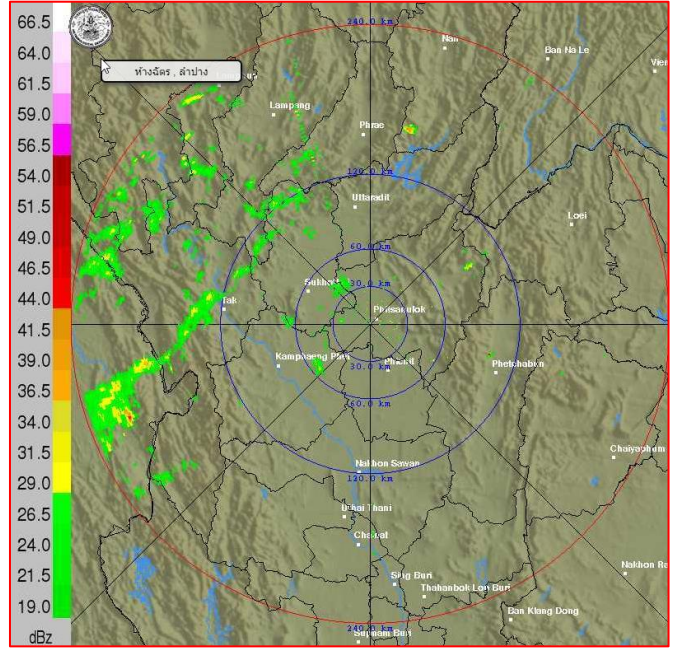 66.5
64.0
61.5
59.0
56.5
54.0
51.5
49.0
46.5
44.0
41.5
39.0
36.5
34.0
31.5
29.0
26.5
24.0
21.5
19.0
dBz
240.0 km
Nan
Ban Na Le
ห้างฉัตร , ลำปาง
Lampang
Phrae
120.0 km
Uttaradit
Loei
60.0 km
30.0 km
Tak
Phitsanulok
Kamphaeng Phet
Phichit
30.0 km
Phetchabun
60.0 km
Chaiyaphum
Nakhon Sawan
120.0 km
Uthai Thani
Chainat
Sing Buri
Thahanbok Lop Buri
Ban Klang Dong
240.0 km
Suphan Buri